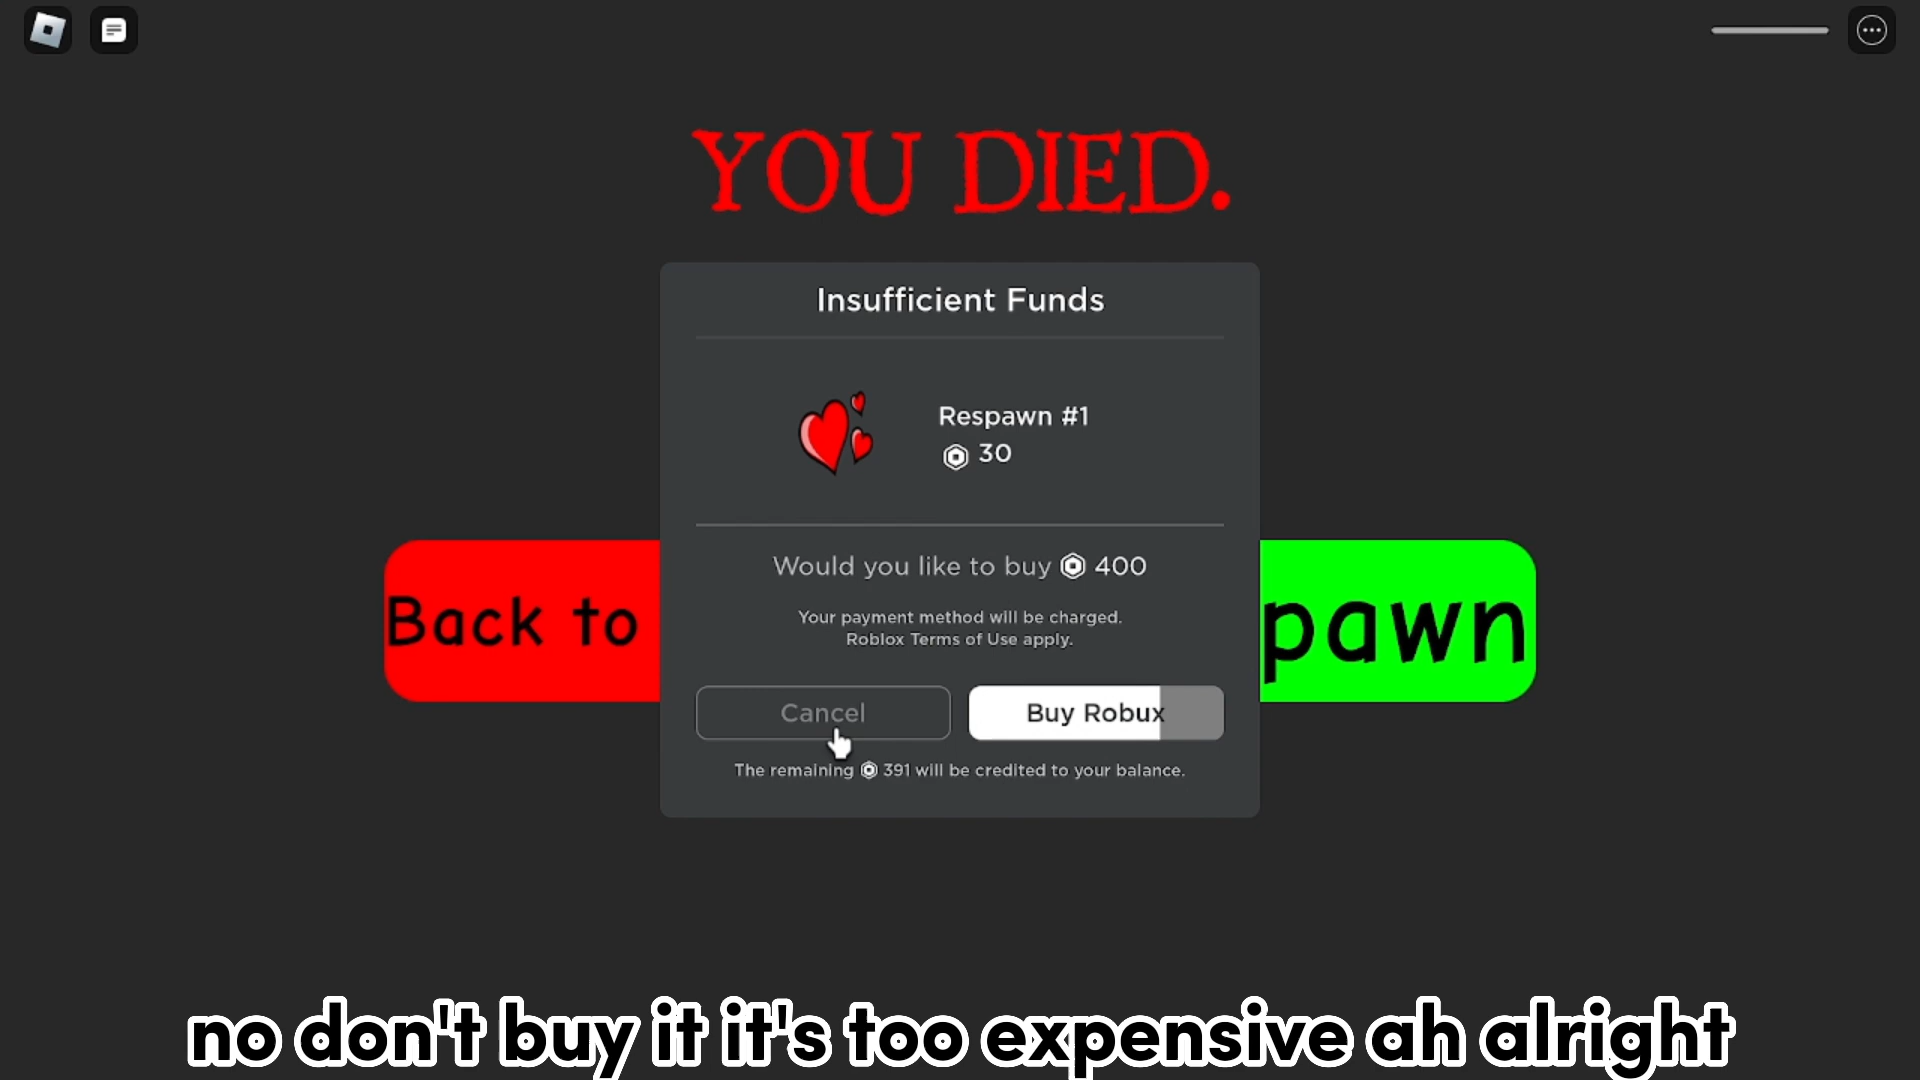 YOU DIED.
Insufficient Funds
Respawn #1
30
Would you like to buy 400
Your payment method will be charged.
Roblox Terms of Use apply.
Back to
pawn
Cancel
Buy Robux
The remaining 391 will be credited to your balance.
no don't buy it it's too expensive ah alright